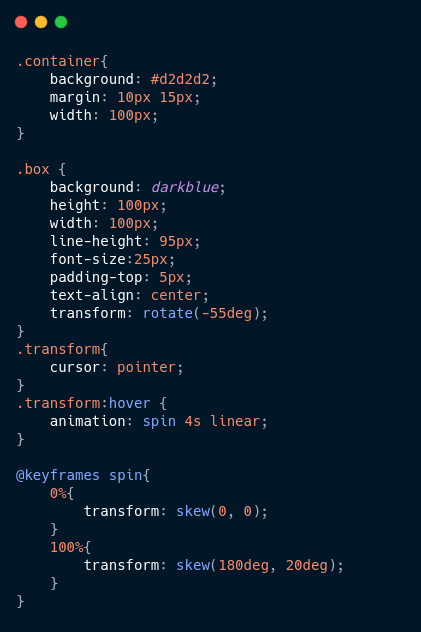 .container{
    background: #d2d2d2;
    margin: 10px 15px;
    width: 100px;
}

.box {
    background: darkblue;
    height: 100px;
    width: 100px;
    line-height: 95px;
    font-size:25px;
    padding-top: 5px;
    text-align: center;
    transform: rotate(-55deg);
}
.transform{
    cursor: pointer;
}
.transform:hover {
    animation: spin 4s linear;
}

@keyframes spin{
    0%{
        transform: skew(0, 0);
    }
    100%{
        transform: skew(180deg, 20deg);
    }
}